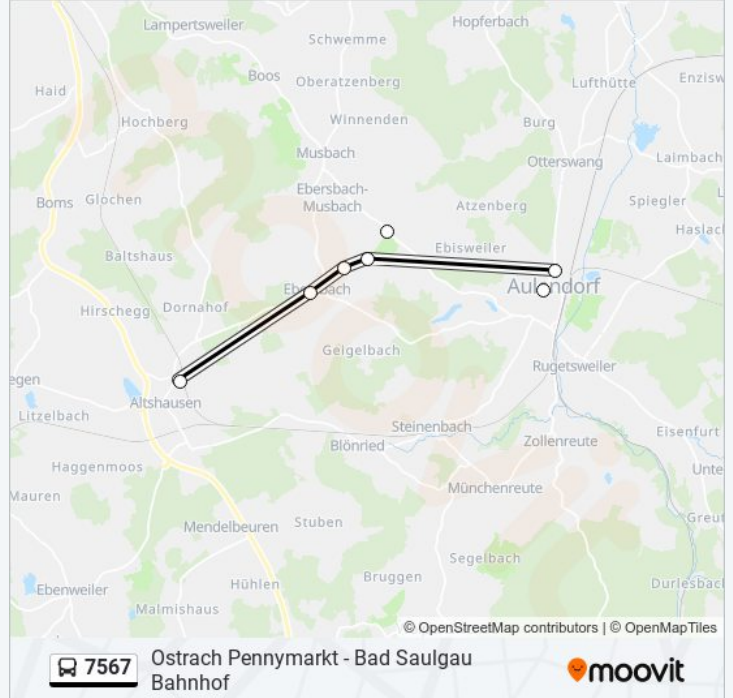 Hopferbach
Lampertsweiler
Schwemme
Boos
Oberatzenberg
Lufthütte
Enzisw
Haid
Hochberg
Winnenden
Burg
Musbach
Otterswang
Laimbach
Ebersbach-
Musbach
Boms
Glochen
Atzenberg
Spiegler
Haslac
Baltshaus
Ebisweiler
Aulendorf
Hirschegg
Dornahof
Geigelbach
Rugetsweiler
egen
Litzelbach
Altshausen
Steinenbach
Blönried
Zollenreute
Eisenfurt
Haggenmoos
Unte
Mauren
Münchenreute
Mendelbeuren
Stuben
Greut
Segelbach
Ebenweiler
Hühlen
Bruggen
Durlesbach
Malmishaus
© OpenStreetMap contributors | © OpenMapTiles
7567
Ostrach Pennymarkt - Bad Saulgau
Bahnhof
moovit